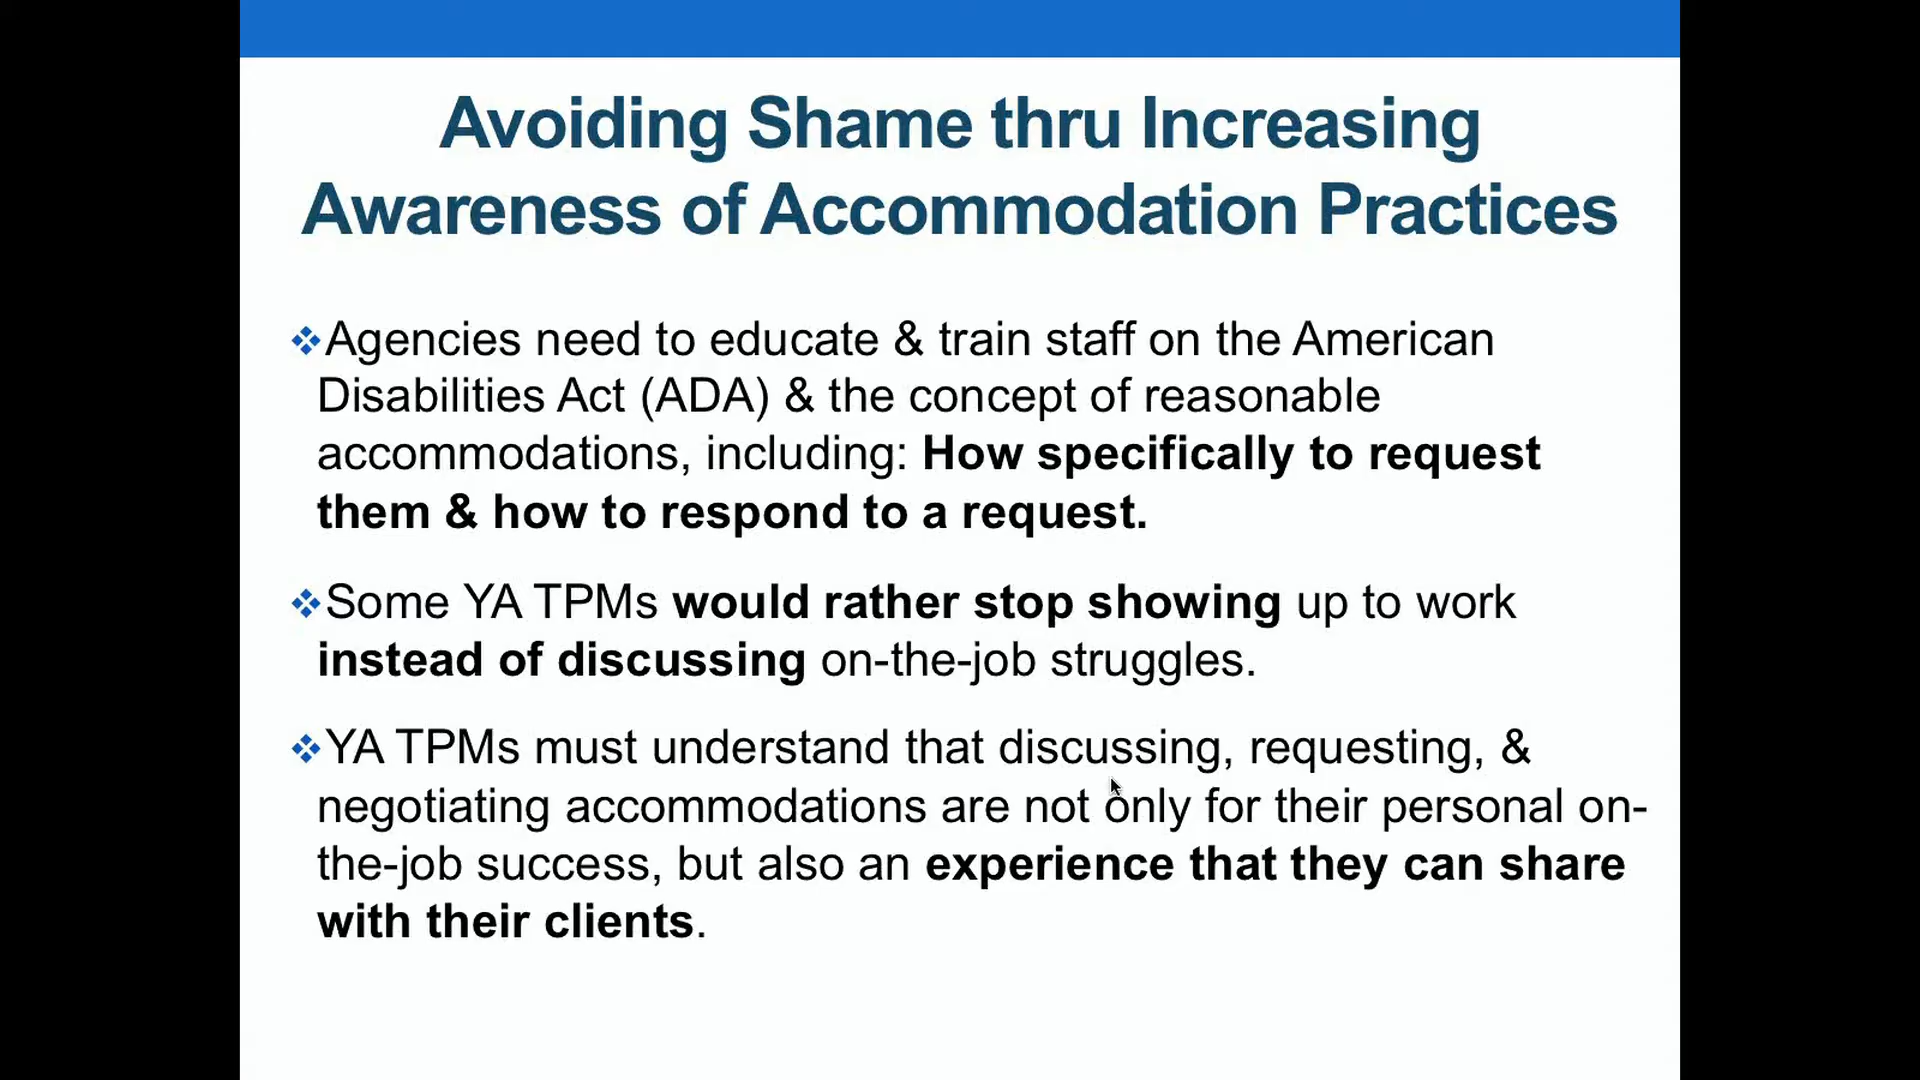 Avoiding Shame thru Increasing
Awareness of Accommodation Practices
❖Agencies need to educate & train staff on the American
Disabilities Act (ADA) & the concept of reasonable
accommodations, including: How specifically to request
them & how to respond to a request.
❖Some YA TPMs would rather stop showing up to work
instead of discussing on-the-job struggles.
❖YA TPMs must understand that discussing, requesting, &
negotiating accommodations are not only for their personal on-
the-job success, but also an experience that they can share
with their clients.